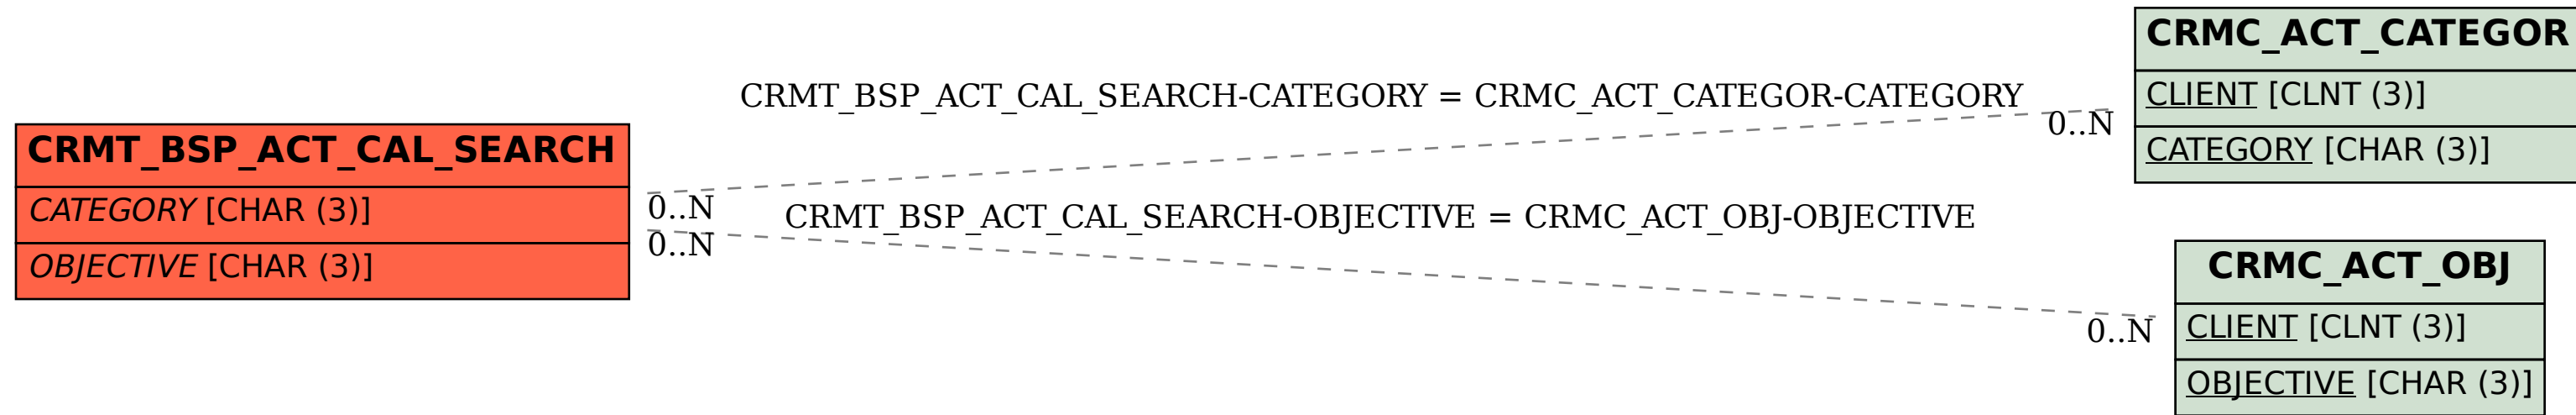 CRMT_BSP_ACT_CAL_SEARCH
CATEGORY [CHAR (3)]
OBJECTIVE [CHAR (3)]
CRMT_BSP_ACT_CAL_SEARCH-CATEGORY = CRMC_ACT_CATEGOR-CATEGORY
0..N
0..N
CRMT_BSP_ACT_CAL_SEARCH-OBJECTIVE = CRMC_ACT_OBJ-OBJECTIVE
0..N
0..N
CRMC_ACT_CATEGOR
CLIENT [CLNT (3)]
CATEGORY [CHAR (3)]
CRMC_ACT_OBJ
CLIENT [CLNT (3)]
OBJECTIVE [CHAR (3)]